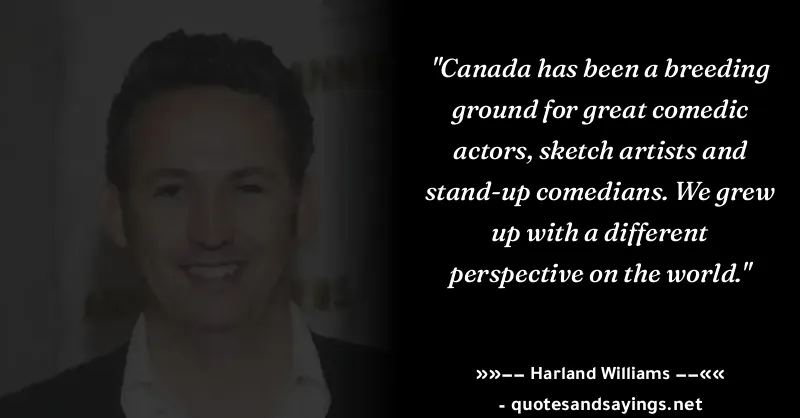 "Canada has been a breeding
ground for great comedic
actors, sketch artists and
stand-up comedians. We grew
up with a different
perspective on the world."
»»–– Harland Williams ––««
- quotesandsayings.net